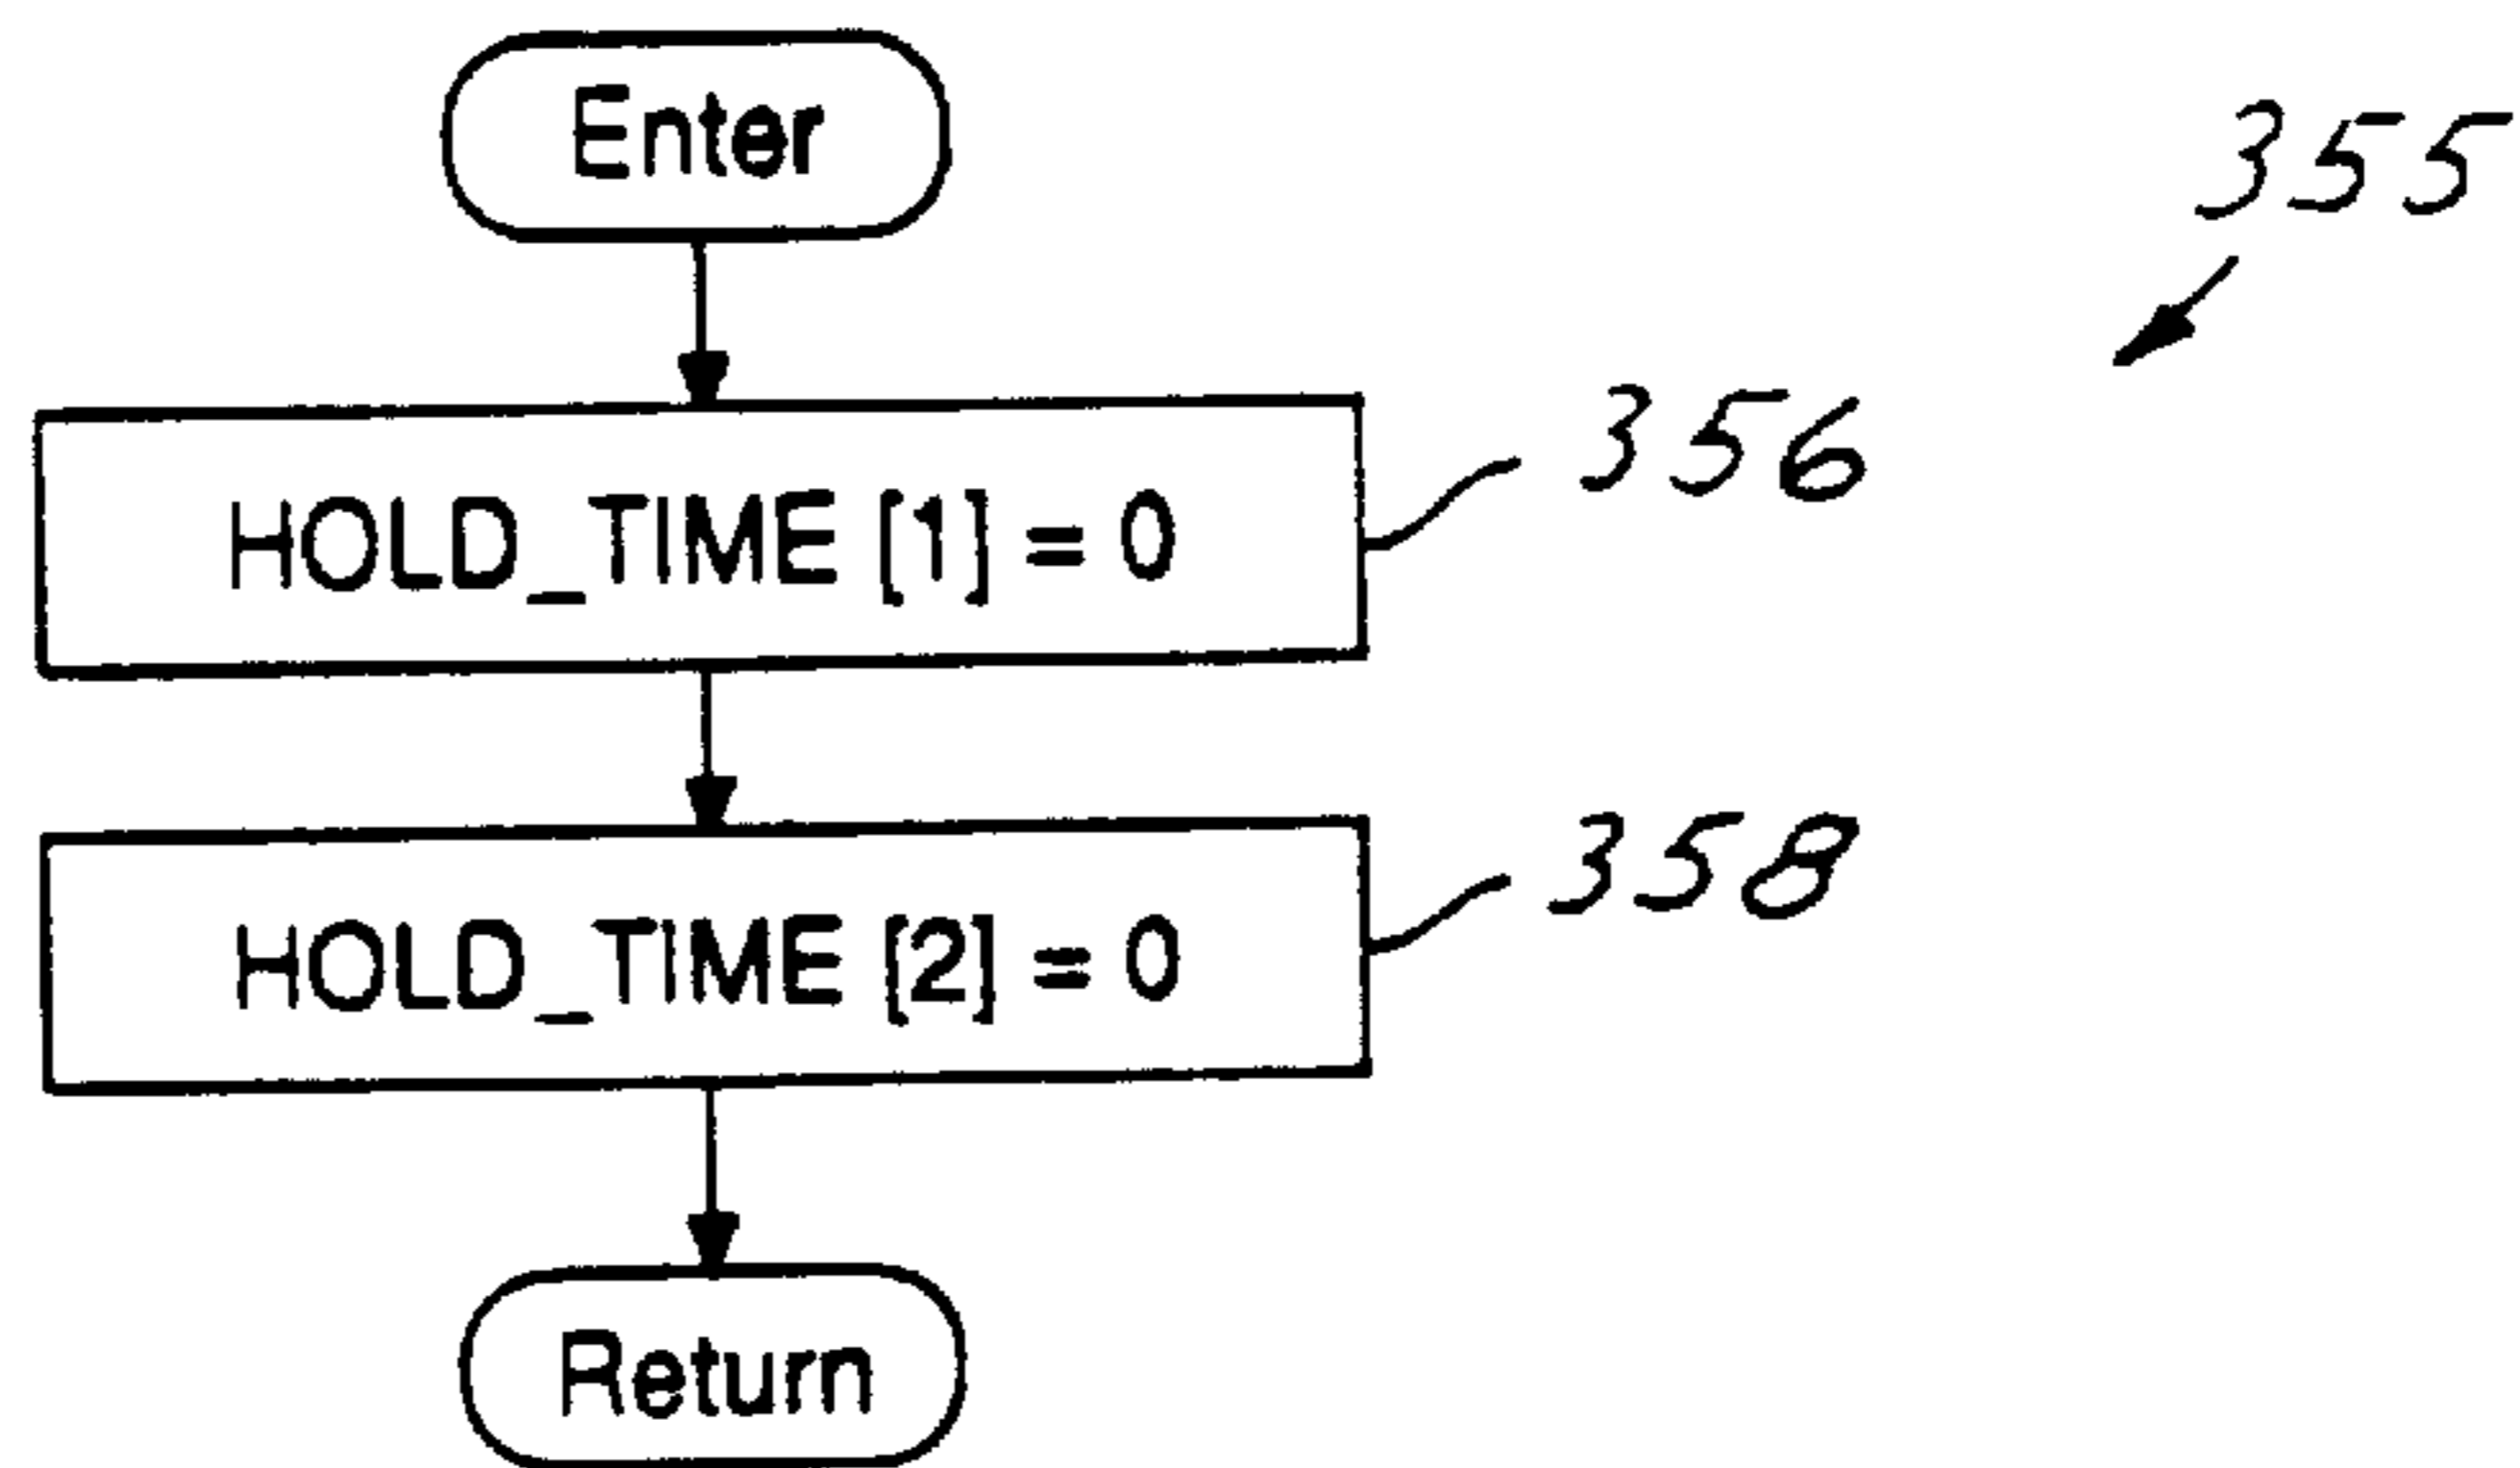 Enter
355
HOLD_TIME [1] = 0
356
HOLD_TIME [2] = 0
358
Return